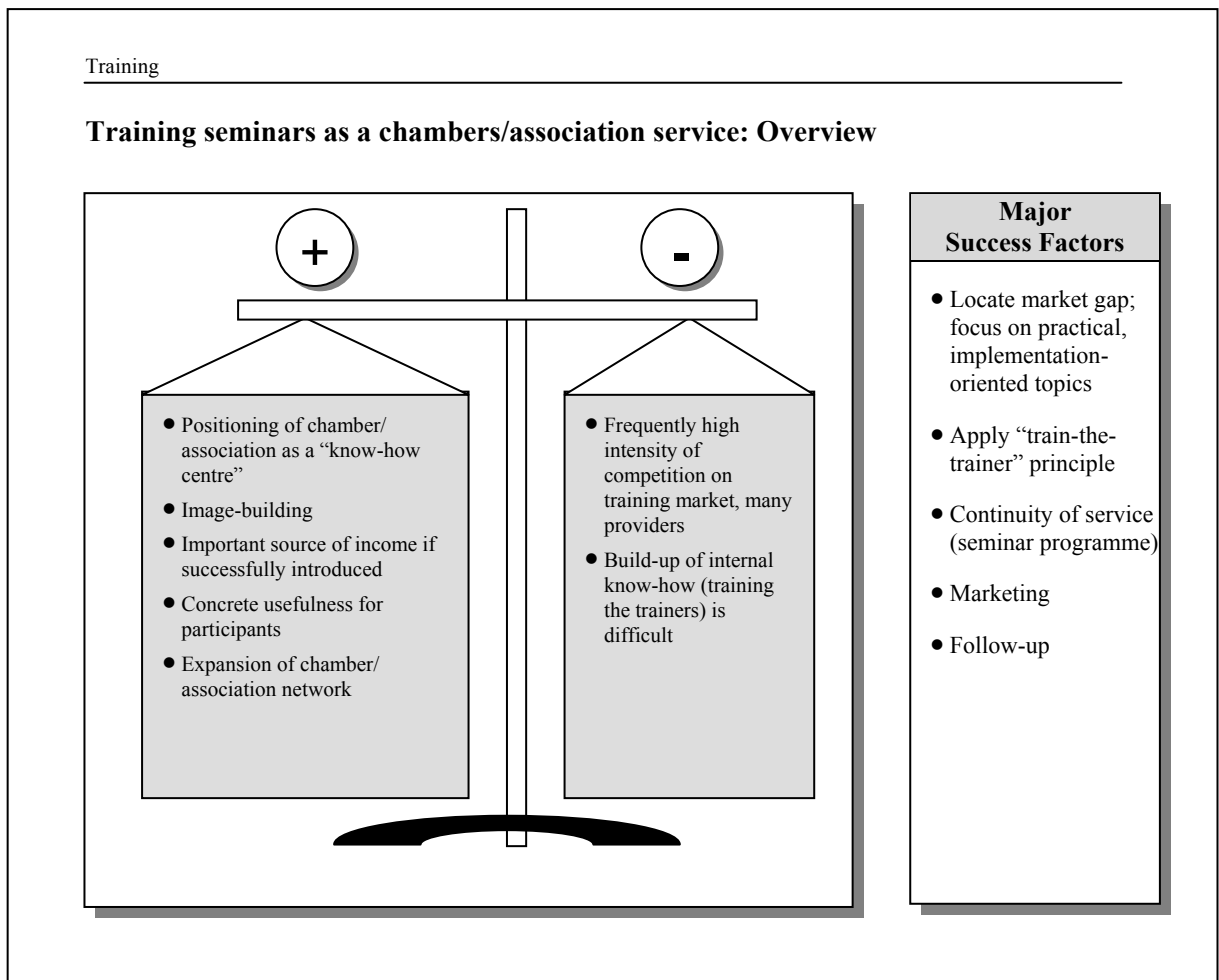 Training
Training seminars as a chambers/association service: Overview
+
-
● Positioning of chamber/
association as a “know-how
centre”
● Image-building
● Important source of income if
successfully introduced
● Concrete usefulness for
participants
● Expansion of chamber/
association network
● Frequently high
intensity of
competition on
training market, many
providers
● Build-up of internal
know-how (training
the trainers) is
difficult
Major
Success Factors
● Locate market gap;
focus on practical,
implementation-
oriented topics
● Apply “train-the-
trainer” principle
● Continuity of service
(seminar programme)
● Marketing
● Follow-up